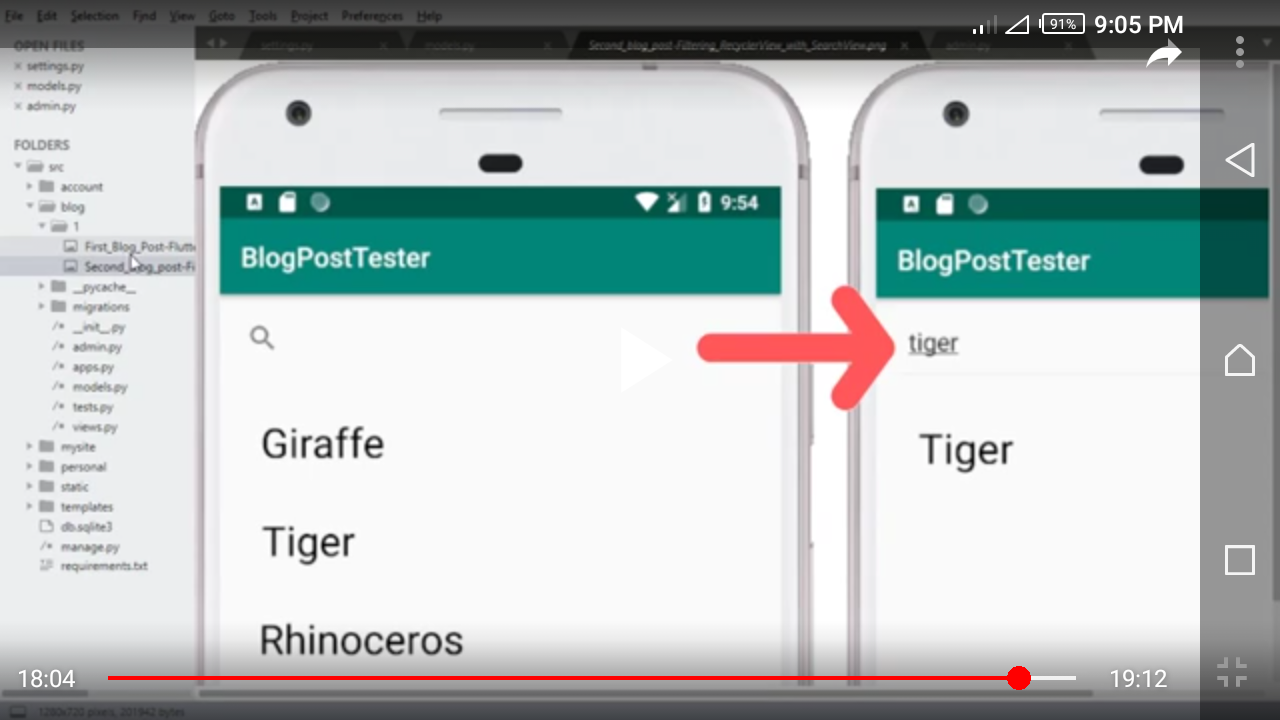 File Edit Selection Find View Goto Tools Project Preferences Help
91% 9:05 PM
OPEN FILES
settings.py models.py Second_blog_post-Filtering_RecyclerView_with_SearchView.png admin.py
settings.py
models.py
admin.py
FOLDERS
src
account
blog
1
First_Blog_Post-Flutte
Second_blog_post-Fi
__pycache__
migrations
__init__.py
admin.py
apps.py
models.py
tests.py
views.py
mysite
personal
static
templates
db.sqlite3
manage.py
requirements.txt
A 9:54
BlogPostTester
Giraffe
Tiger
Rhinoceros
A
BlogPostTester
tiger
Tiger
18:04 19:12
1280x720 pixels, 201942 bytes